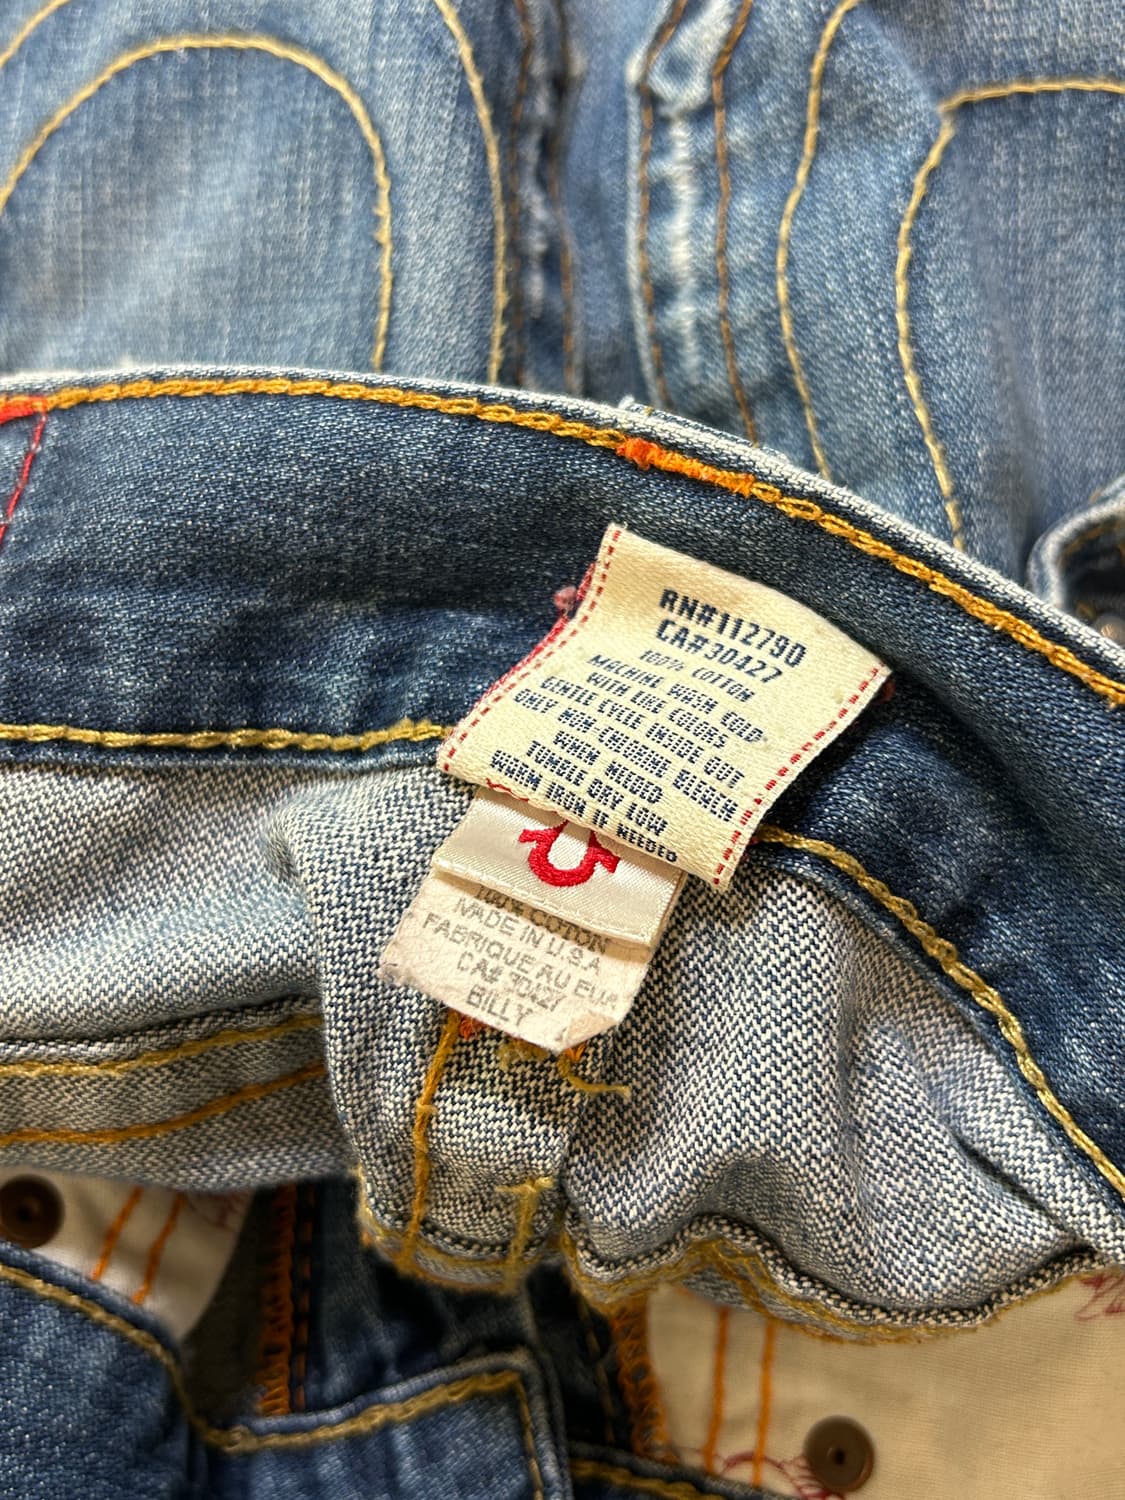 RN#112790
CA#30427
100% COTTON
MACHINE WASH COLD
WITH LIKE COLORS
GENTLE CYCLE INSIDE OUT
ONLY NON-CHLORINE BLEACH
WHEN NEEDED
TUMBLE DRY LOW
WARM IRON IF NEEDED
100% COTTON
MADE IN U.S.A
FABRIQUE AU EUA
CA# 30427
BILLY